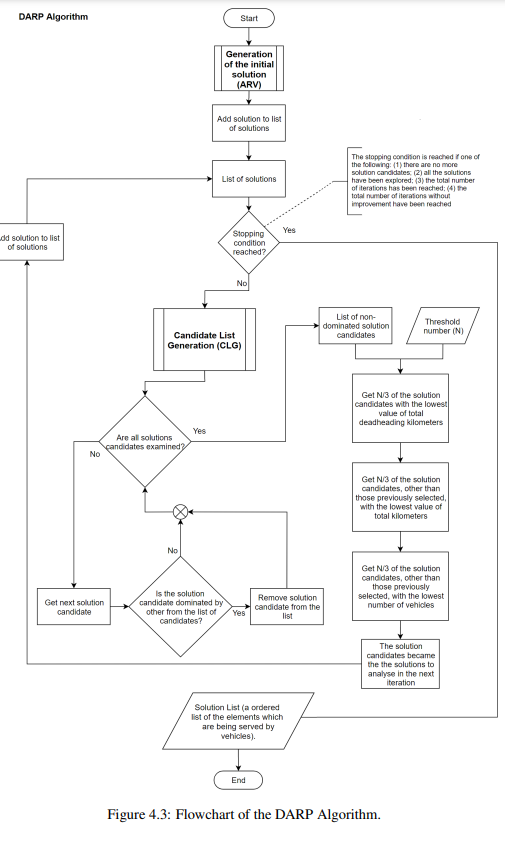 DARP Algorithm
Start
Generation
of the initial
solution
(ARV)
Add solution to list
of solutions
List of solutions
The stopping condition is reached if one of
the following: (1) there are no more
solution candidates; (2) all the solutions
have been explored; (3) the total number
of iterations has been reached; (4) the
total number of iterations without
improvement have been reached
Stopping
condition
reached?
Yes
No
dd solution to list
of solutions
Candidate List
Generation (CLG)
List of non-
dominated solution
candidates
Threshold
number (N)
Get N/3 of the solution
candidates with the lowest
value of total
deadheading kilometers
Are all solutions
candidates examined?
Yes
No
Get N/3 of the solution
candidates, other than
those previously selected,
with the lowest value of
total kilometers
No
Get next solution
candidate
Is the solution
candidate dominated by
other from the list of
candidates?
Yes
Remove solution
candidate from the
list
Get N/3 of the solution
candidates, other than
those previously
selected, with the lowest
number of vehicles
The solution
candidates became
the the solutions to
analyse in the next
iteration
Solution List (a ordered
list of the elements which
are being served by
vehicles).
End
Figure 4.3: Flowchart of the DARP Algorithm.